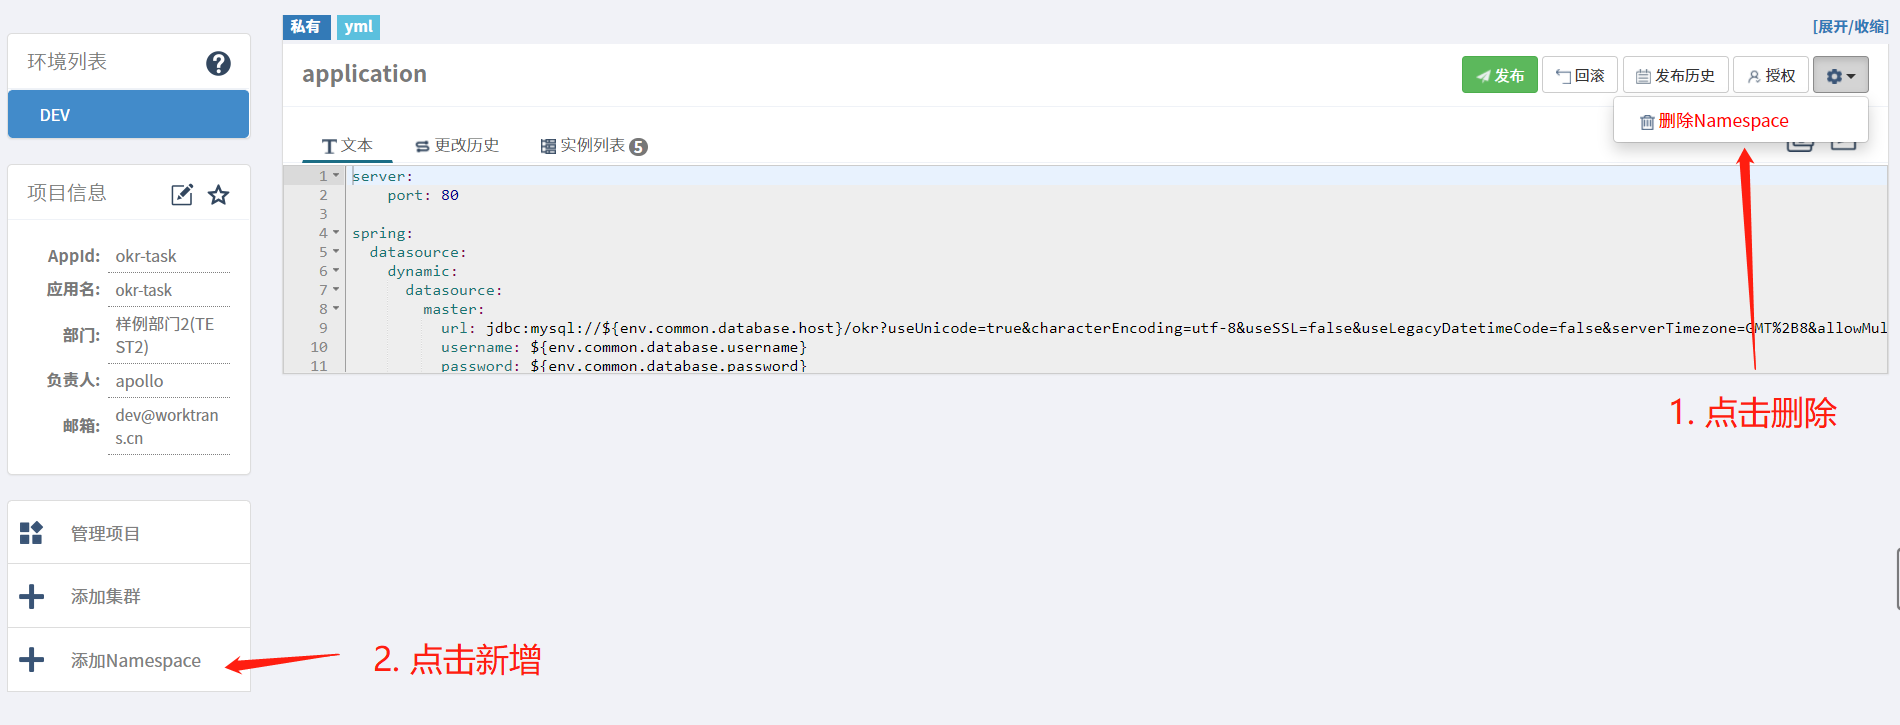 私有 yml
[展开/收缩]
环境列表
DEV
项目信息
AppId: okr-task
应用名: okr-task
部门: 样例部门2(TE
ST2)
负责人: apollo
邮箱: dev@worktran
s.cn
管理项目
添加集群
添加Namespace
application
发布 回滚 发布历史 授权
删除Namespace
文本 更改历史 实例列表 5
1 server:
2 port: 80
3
4 spring:
5 datasource:
6 dynamic:
7 datasource:
8 master:
9 url: jdbc:mysql://${env.common.database.host}/okr?useUnicode=true&characterEncoding=utf-8&useSSL=false&useLegacyDatetimeCode=false&serverTimezone=GMT%2B8&allowMul
10 username: ${env.common.database.username}
11 password: ${env.common.database.password}
1. 点击删除
2. 点击新增